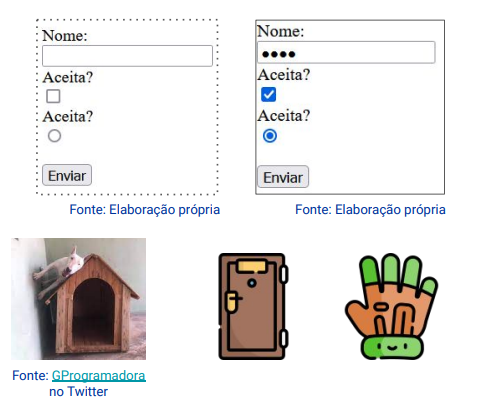 Nome:
Aceita?
Aceita?
Enviar
Fonte: Elaboração própria
Nome:
●●●●
Aceita?
Aceita?
Enviar
Fonte: Elaboração própria
Fonte: GProgramadora
no Twitter